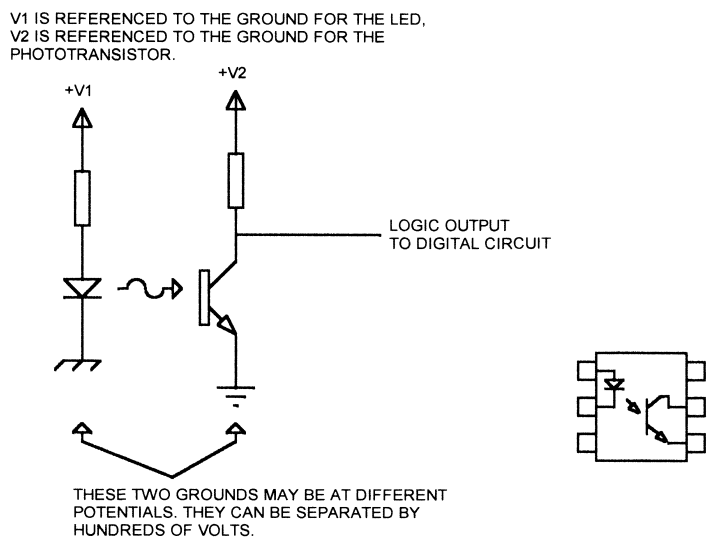 V1 IS REFERENCED TO THE GROUND FOR THE LED,
V2 IS REFERENCED TO THE GROUND FOR THE
PHOTOTRANSISTOR.
+V2
+V1
LOGIC OUTPUT
TO DIGITAL CIRCUIT
THESE TWO GROUNDS MAY BE AT DIFFERENT
POTENTIALS. THEY CAN BE SEPARATED BY
HUNDREDS OF VOLTS.